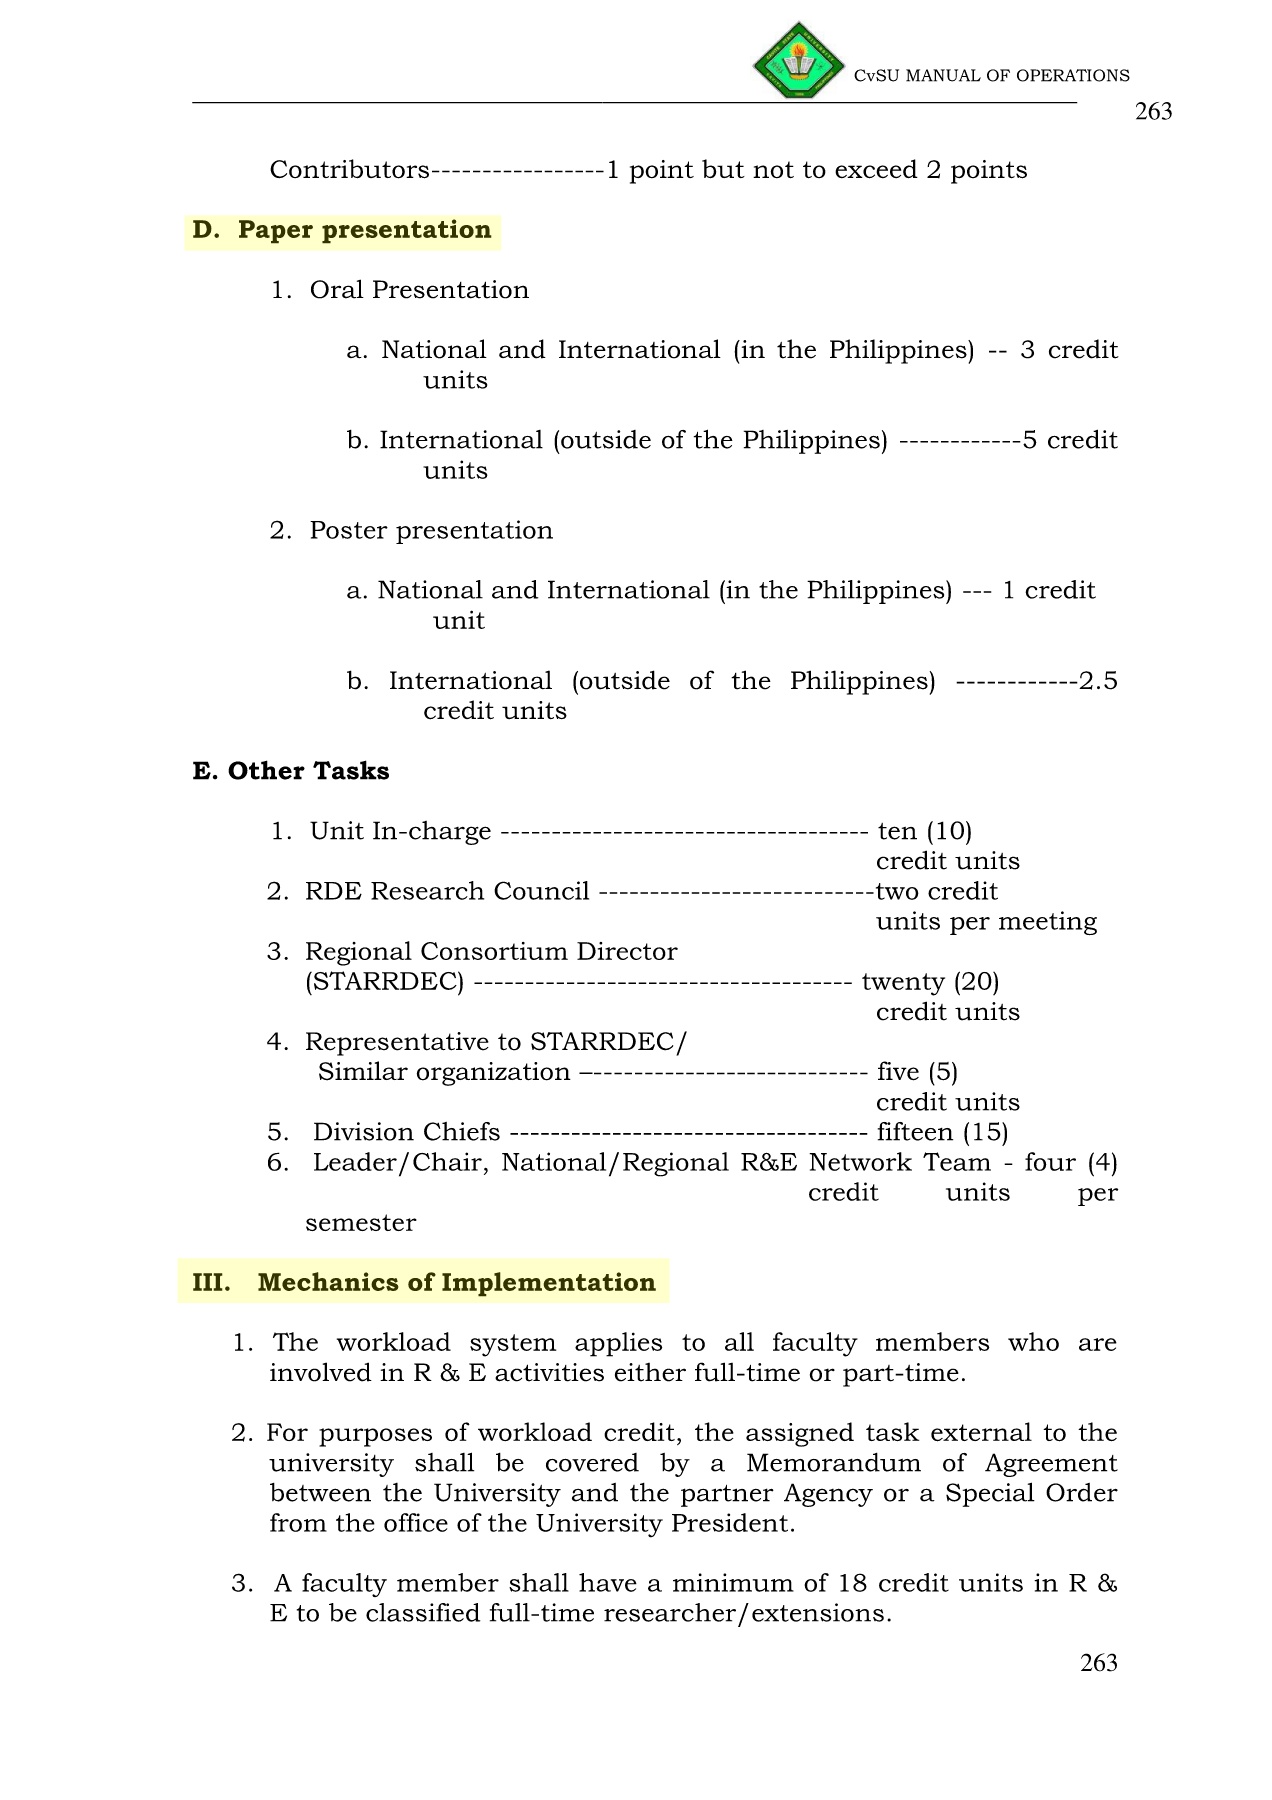 CvSU MANUAL OF OPERATIONS
263
Contributors-----------------1 point but not to exceed 2 points
D. Paper presentation
1. Oral Presentation
a. National and International (in the Philippines) -- 3 credit
units
b. International (outside of the Philippines) ------------5 credit
units
2. Poster presentation
a. National and International (in the Philippines) --- 1 credit
unit
b. International (outside of the Philippines) ------------2.5
credit units
E. Other Tasks
1. Unit In-charge ------------------------------------ ten (10)
credit units
2. RDE Research Council ---------------------------two credit
units per meeting
3. Regional Consortium Director
(STARRDEC) ------------------------------------- twenty (20)
credit units
4. Representative to STARRDEC/
Similar organization –--------------------------- five (5)
credit units
5. Division Chiefs ----------------------------------- fifteen (15)
6. Leader/Chair, National/Regional R&E Network Team - four (4)
credit units per
semester
III. Mechanics of Implementation
1. The workload system applies to all faculty members who are
involved in R & E activities either full-time or part-time.
2. For purposes of workload credit, the assigned task external to the
university shall be covered by a Memorandum of Agreement
between the University and the partner Agency or a Special Order
from the office of the University President.
3. A faculty member shall have a minimum of 18 credit units in R &
E to be classified full-time researcher/extensions.
263